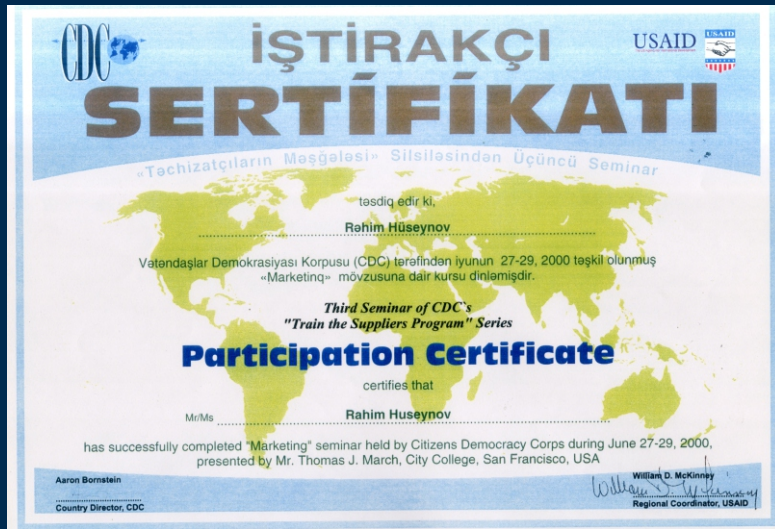 CDC
İŞTİRAKÇI
USAID
USAID
SERTİFİKATI
«Təchizatçıların Məşğələsi» Silsiləsindən Üçüncü Seminar
təsdiq edir ki,
Rəhim Hüseynov
Vətəndaşlar Demokrasiyası Korpusu (CDC) tərəfindən iyunun 27-29, 2000 təşkil olunmuş
«Marketinq» mövzusuna dair kursu dinləmişdir.
Third Seminar of CDC`s
"Train the Suppliers Program" Series
Participation Certificate
certifies that
Mr/Ms Rahim Huseynov
has successfully completed "Marketing" seminar held by Citizens Democracy Corps during June 27-29, 2000,
presented by Mr. Thomas J. March, City College, San Francisco, USA
Aaron Bornstein
William D. McKinney
Country Director, CDC
Regional Coordinator, USAID